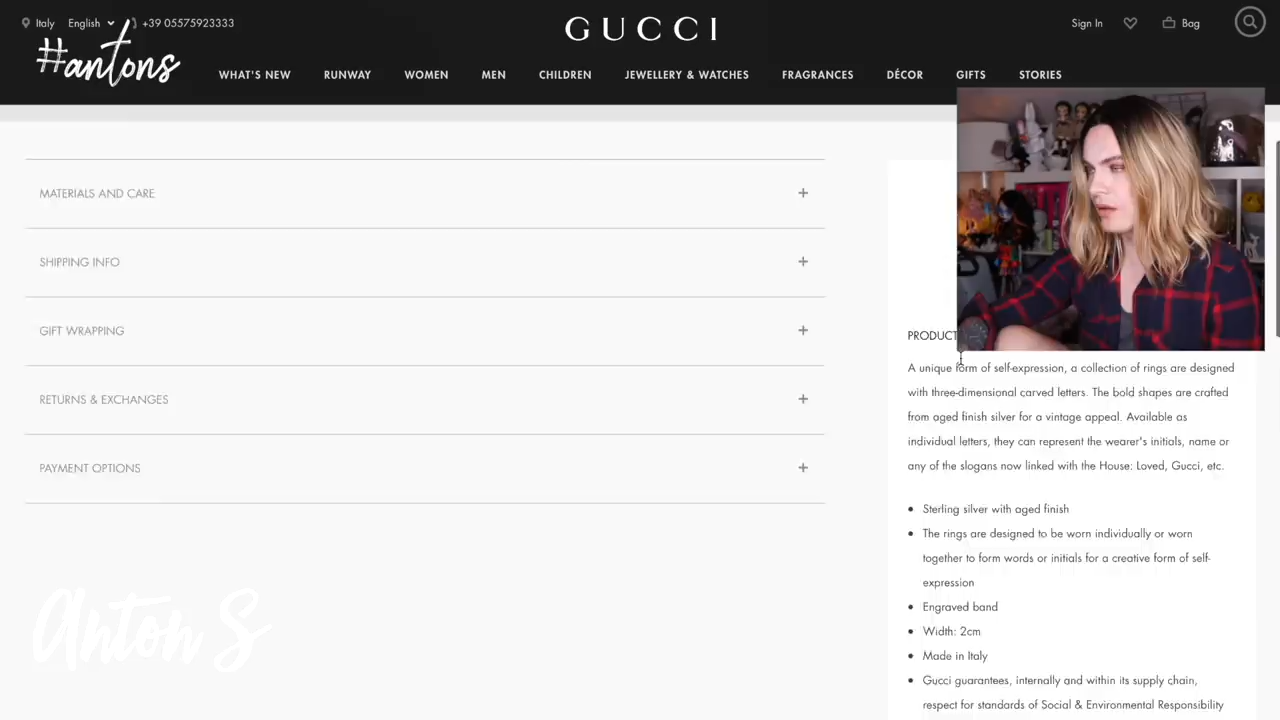 Italy English +39 05575923333
GUCCI
Sign In Bag
#antons
WHAT'S NEW RUNWAY WOMEN MEN CHILDREN JEWELLERY & WATCHES FRAGRANCES DÉCOR GIFTS STORIES
MATERIALS AND CARE
SHIPPING INFO
GIFT WRAPPING
RETURNS & EXCHANGES
PAYMENT OPTIONS
PRODUCT
A unique form of self-expression, a collection of rings are designed
with three-dimensional carved letters. The bold shapes are crafted
from aged finish silver for a vintage appeal. Available as
individual letters, they can represent the wearer's initials, name or
any of the slogans now linked with the House: Loved, Gucci, etc.
Sterling silver with aged finish
The rings are designed to be worn individually or worn
together to form words or initials for a creative form of self-
expression
Engraved band
Width: 2cm
Made in Italy
Gucci guarantees, internally and within its supply chain,
respect for standards of Social & Environmental Responsibility
Anton S